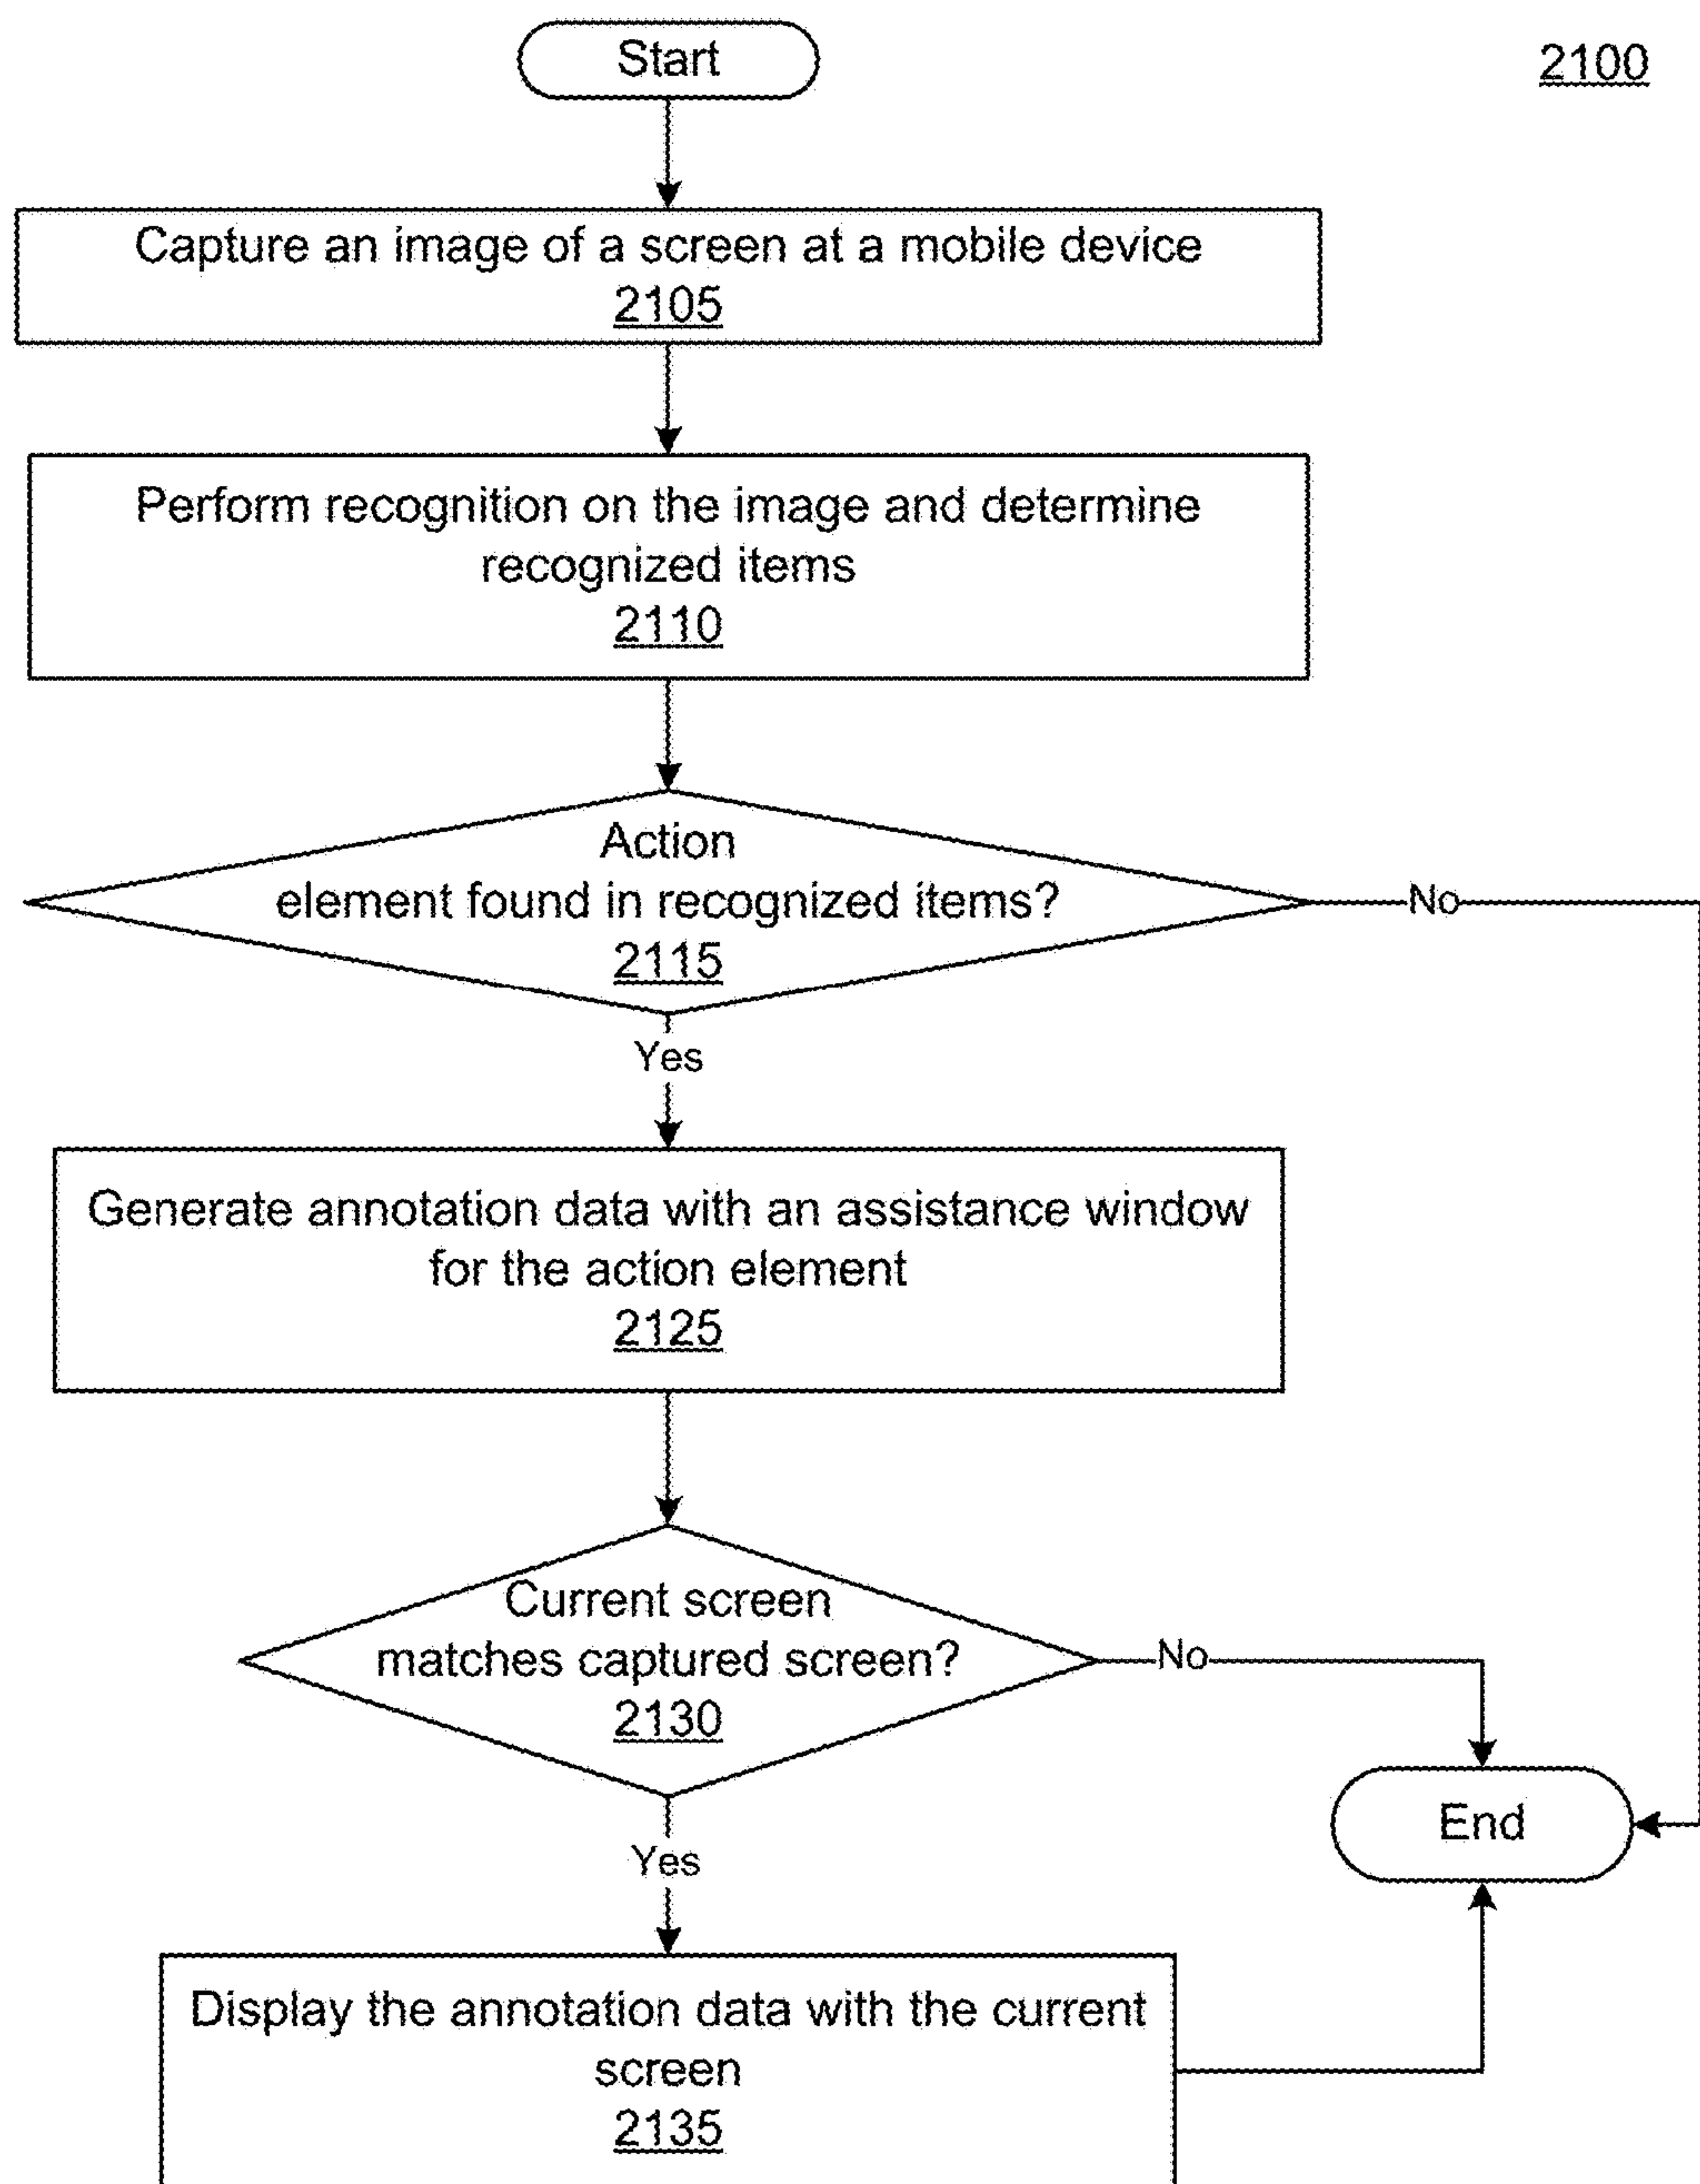 Start
2100
Capture an image of a screen at a mobile device
2105
Perform recognition on the image and determine
recognized items
2110
Action
element found in recognized items?
2115
No
Yes
Generate annotation data with an assistance window
for the action element
2125
Current screen
matches captured screen?
2130
No
Yes
End
Display the annotation data with the current
screen
2135